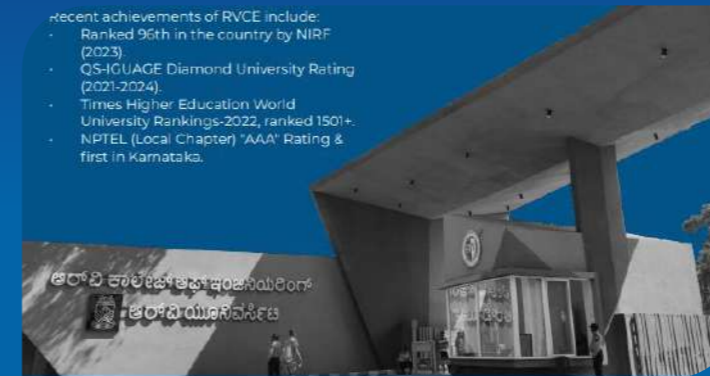 Recent achievements of RVCE include:
· Ranked 96th in the country by NIRF
(2023).
· QS-IGUAGE Diamond University Rating
(2021-2024).
· Times Higher Education World
University Rankings-2022, ranked 1501+.
· NPTEL (Local Chapter) "AAA" Rating &
first in Karnataka.
ಆರ್ ವಿ ಕಾಲೇಜ್ ಆಫ್ ಇಂಜಿನಿಯರಿಂಗ್
ಆರ್ ವಿ ಯೂನಿವರ್ಸಿಟಿ